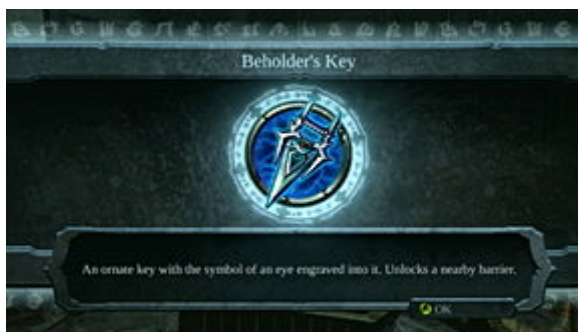 Beholder's Key
An ornate key with the symbol of an eye engraved into it. Unlocks a nearby barrier.
OK